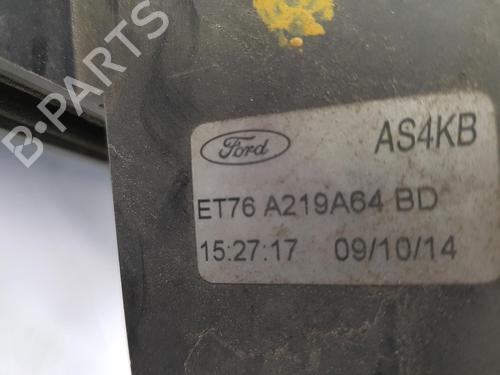 B-PARTS
Ford
AS4KB
ET76 A219A64 BD
15:27:17 09/10/14